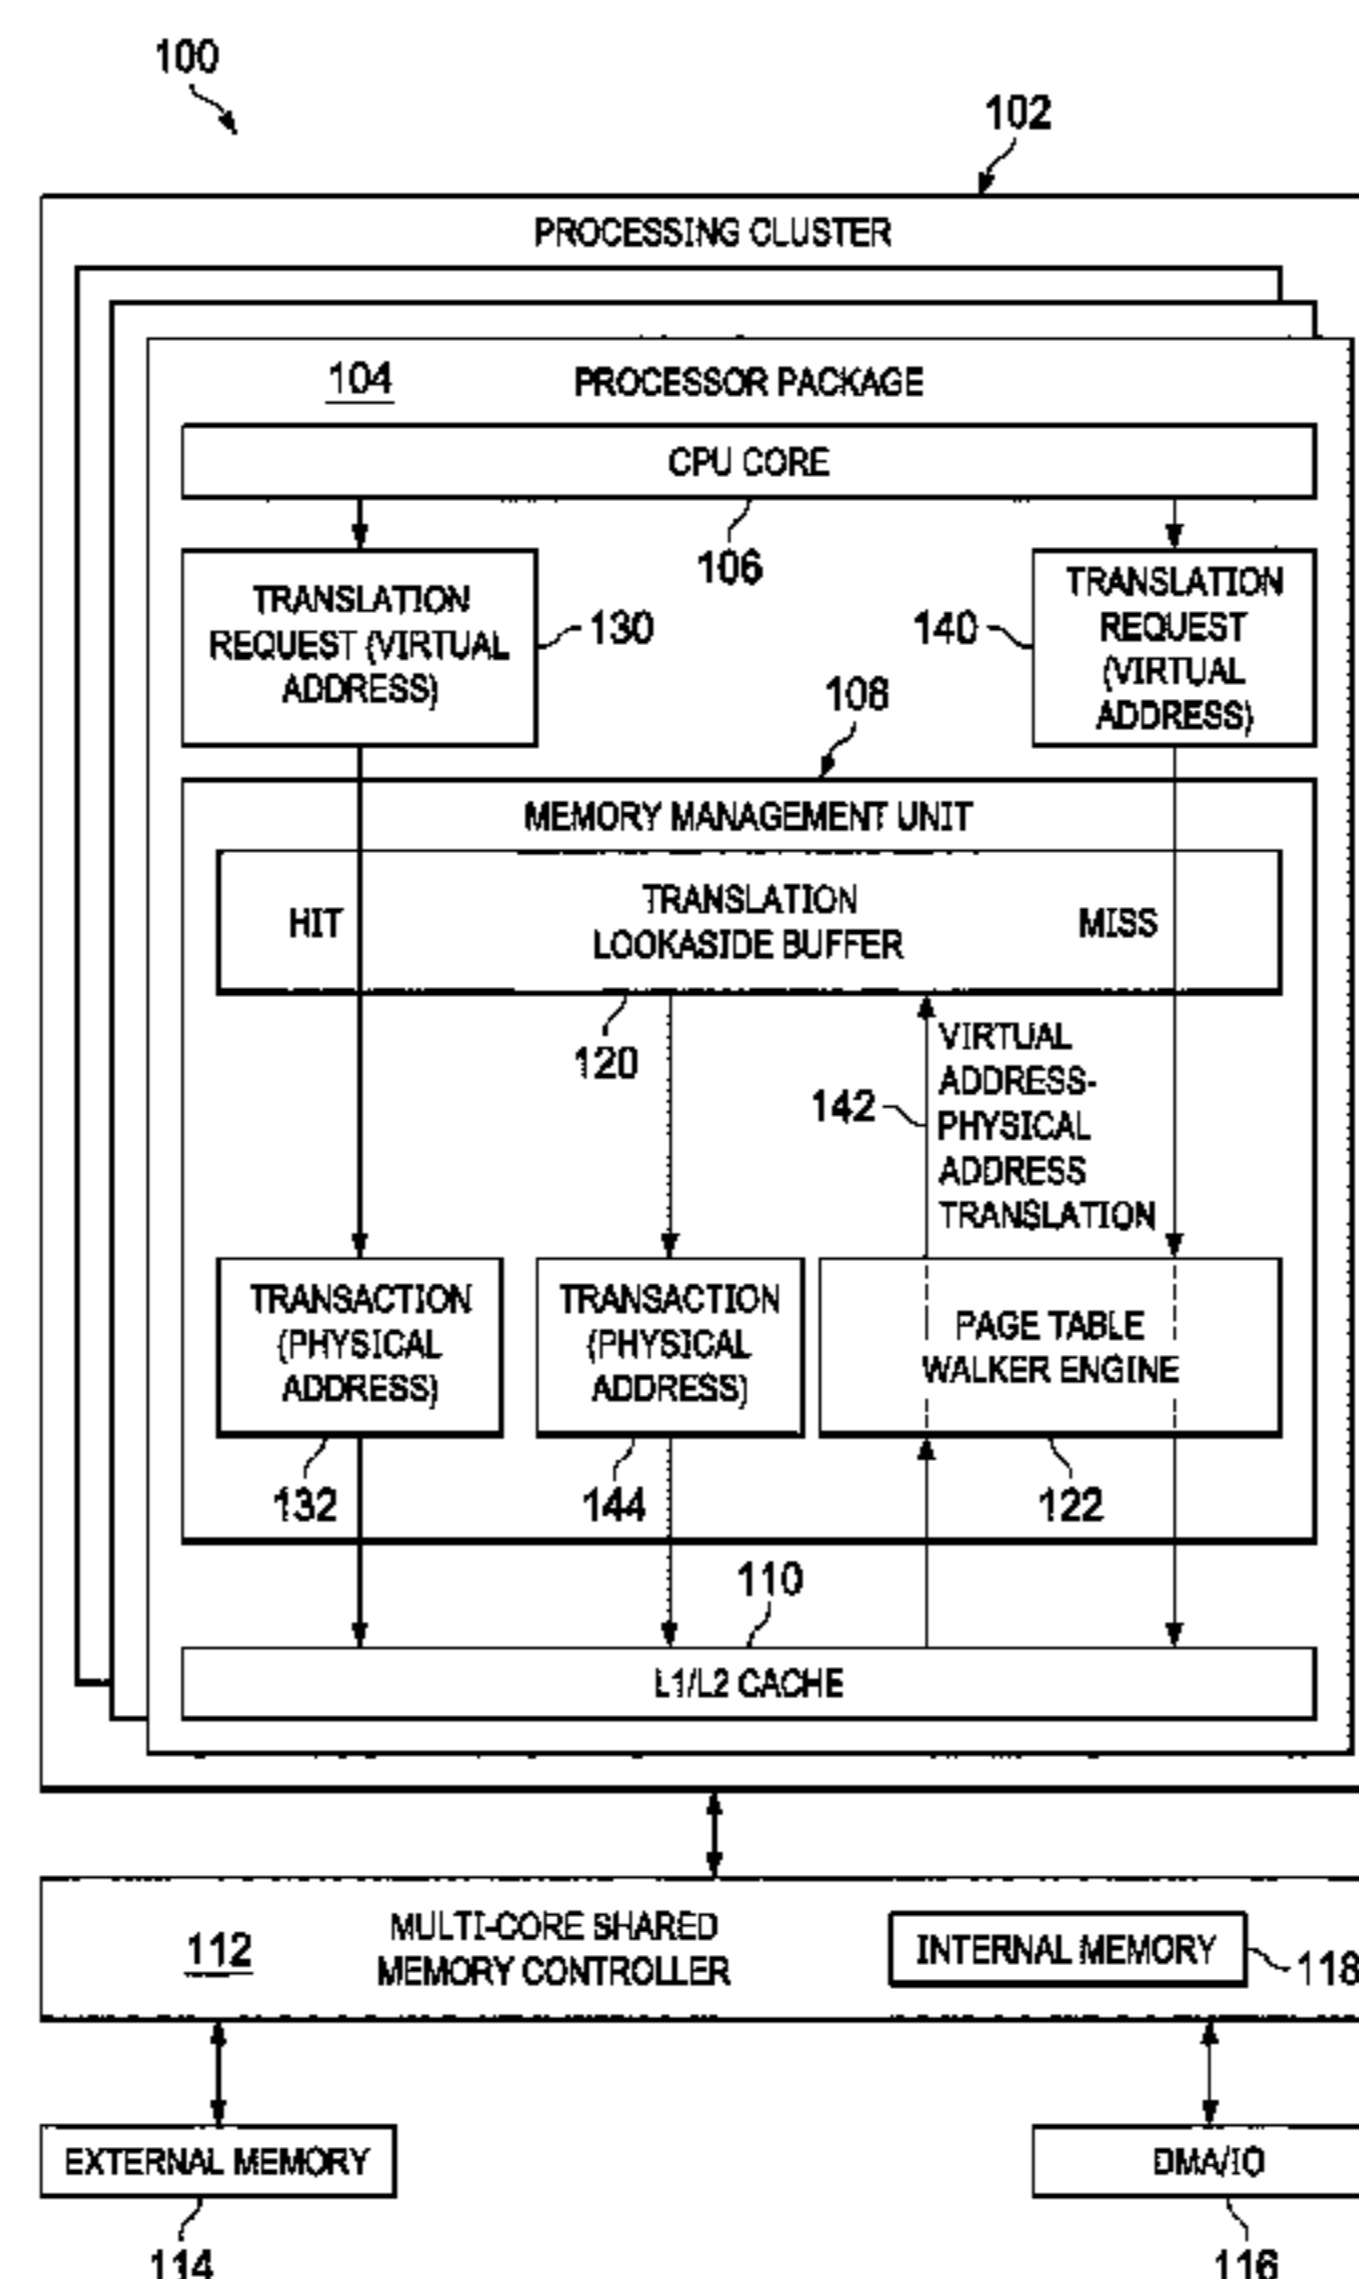 100
102
PROCESSING CLUSTER
104
PROCESSOR PACKAGE
CPU CORE
106
TRANSLATION
REQUEST (VIRTUAL
ADDRESS)
130
140
TRANSLATION
REQUEST
(VIRTUAL
ADDRESS)
108
MEMORY MANAGEMENT UNIT
HIT
TRANSLATION
LOOKASIDE BUFFER
MISS
120
142
VIRTUAL
ADDRESS-
PHYSICAL
ADDRESS
TRANSLATION
TRANSACTION
(PHYSICAL
ADDRESS)
TRANSACTION
(PHYSICAL
ADDRESS)
PAGE TABLE
WALKER ENGINE
132
144
122
110
L1/L2 CACHE
112
MULTI-CORE SHARED
MEMORY CONTROLLER
INTERNAL MEMORY
118
EXTERNAL MEMORY
DMA/IO
114
116